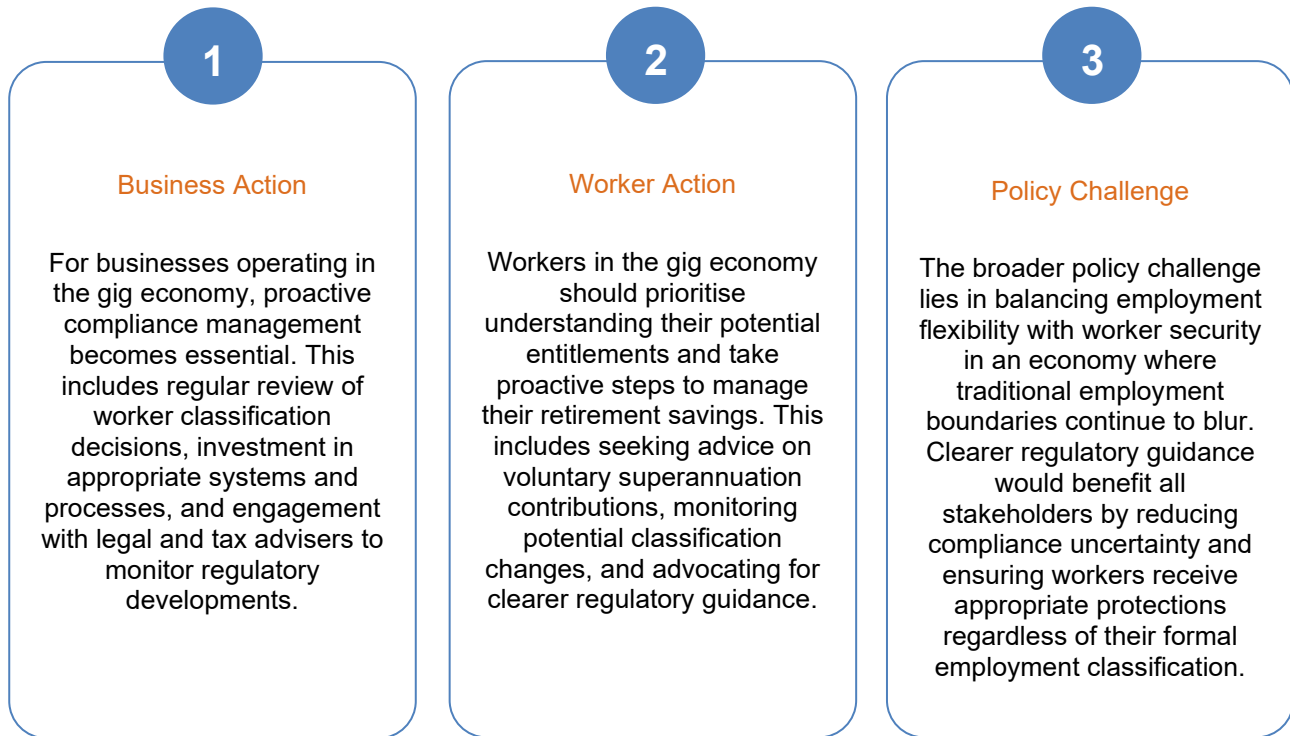 1
Business Action
For businesses operating in
the gig economy, proactive
compliance management
becomes essential. This
includes regular review of
worker classification
decisions, investment in
appropriate systems and
processes, and engagement
with legal and tax advisers to
monitor regulatory
developments.
2
Worker Action
Workers in the gig economy
should prioritise
understanding their potential
entitlements and take
proactive steps to manage
their retirement savings. This
includes seeking advice on
voluntary superannuation
contributions, monitoring
potential classification
changes, and advocating for
clearer regulatory guidance.
3
Policy Challenge
The broader policy challenge
lies in balancing employment
flexibility with worker security
in an economy where
traditional employment
boundaries continue to blur.
Clearer regulatory guidance
would benefit all
stakeholders by reducing
compliance uncertainty and
ensuring workers receive
appropriate protections
regardless of their formal
employment classification.